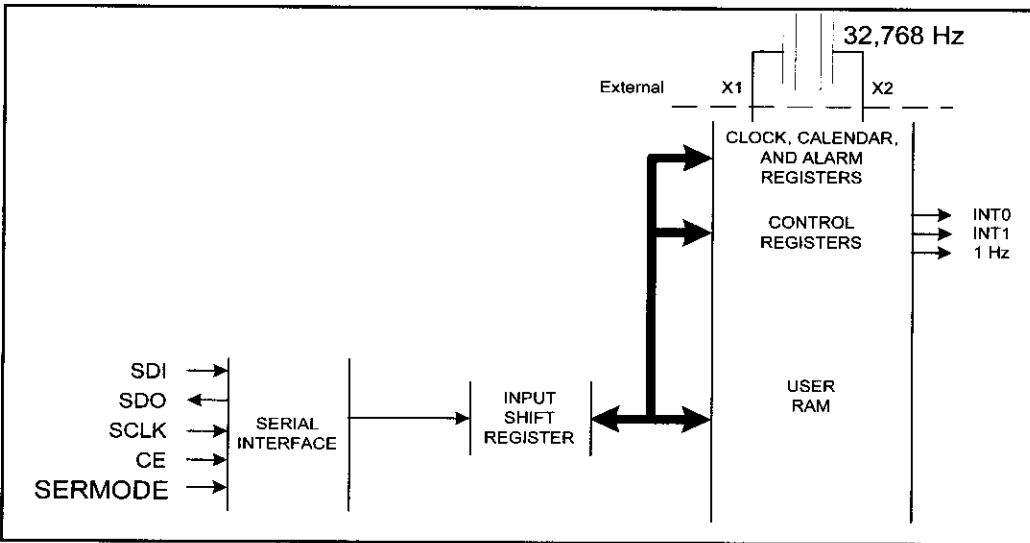 32,768 Hz
External X1 X2
CLOCK, CALENDAR,
AND ALARM
REGISTERS
CONTROL
REGISTERS
INT0
INT1
1 Hz
USER
RAM
SDI
SDO
SCLK
CE
SERMODE
SERIAL
INTERFACE
INPUT
SHIFT
REGISTER